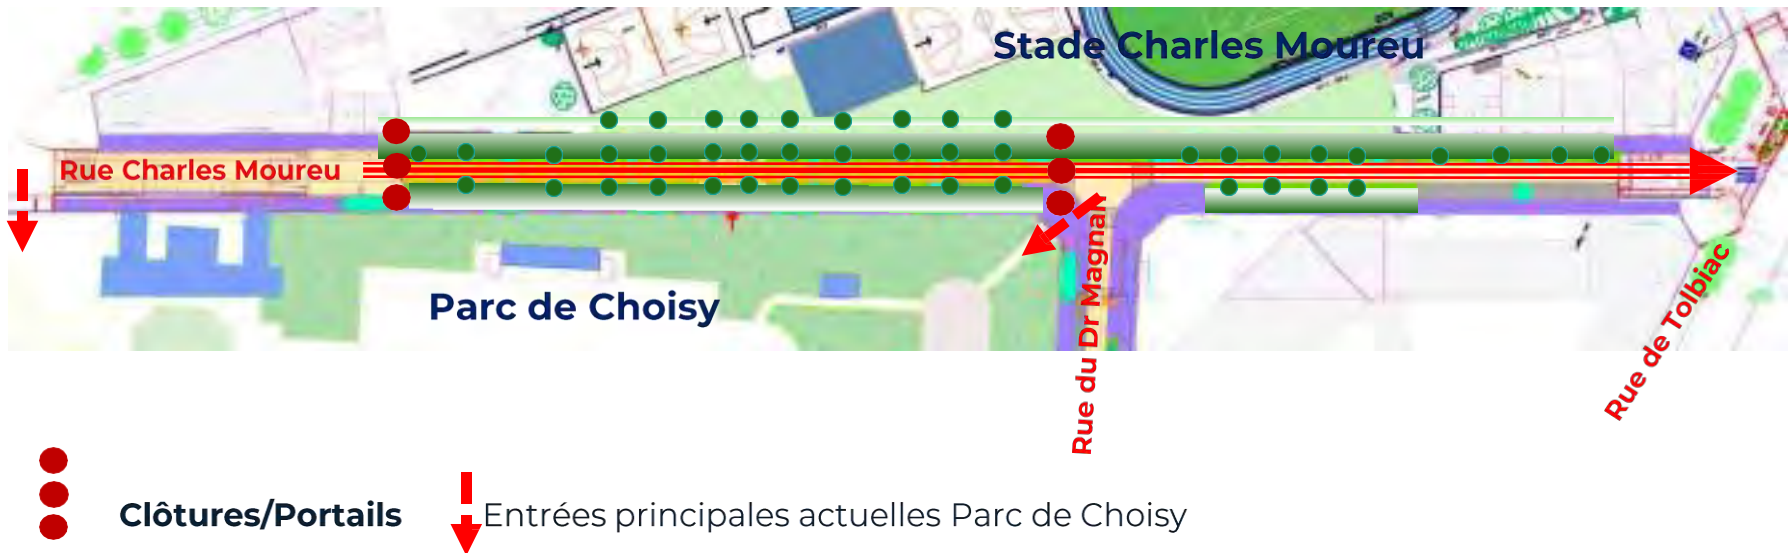 Stade Charles Moureu
Rue Charles Moureu
Parc de Choisy
Rue du Dr Magnan
Rue de Tolbiac
Clôtures/Portails
Entrées principales actuelles Parc de Choisy